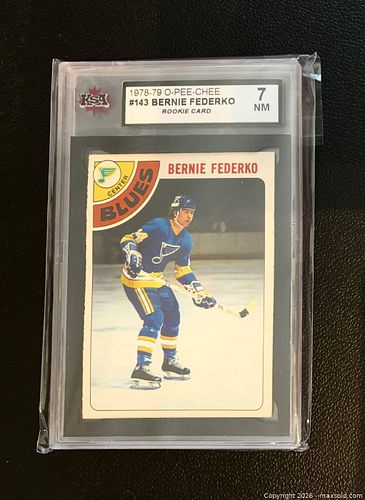 KSA
1978-79 O-PEE-CHEE
#143 BERNIE FEDERKO
ROOKIE CARD
7
NM
CENTER
BLUES
BERNIE FEDERKO
Copyright 2026 - maxsold.com